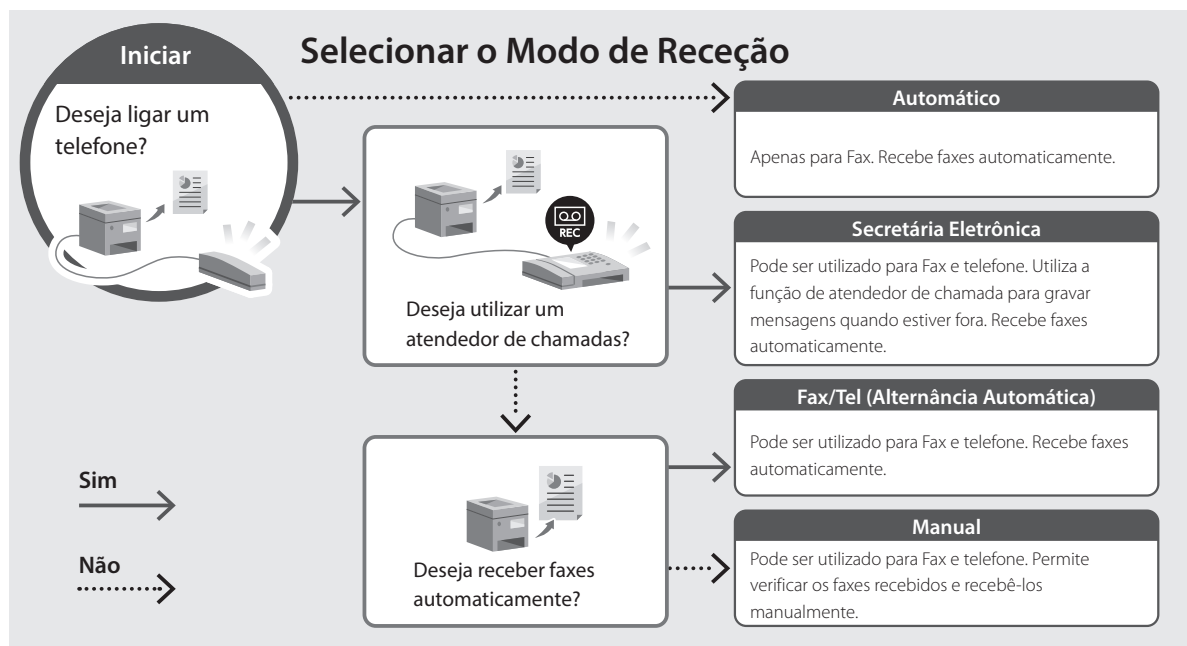 Iniciar
Selecionar o Modo de Receção
Deseja ligar um
telefone?
REC
Deseja utilizar um
atendedor de chamadas?
Deseja receber faxes
automaticamente?
Automático
Apenas para Fax. Recebe faxes automaticamente.
Secretária Eletrônica
Pode ser utilizado para Fax e telefone. Utiliza a
função de atendedor de chamada para gravar
mensagens quando estiver fora. Recebe faxes
automaticamente.
Fax/Tel (Alternância Automática)
Pode ser utilizado para Fax e telefone. Recebe faxes
automaticamente.
Manual
Pode ser utilizado para Fax e telefone. Permite
verificar os faxes recebidos e recebê-los
manualmente.
Sim
Não